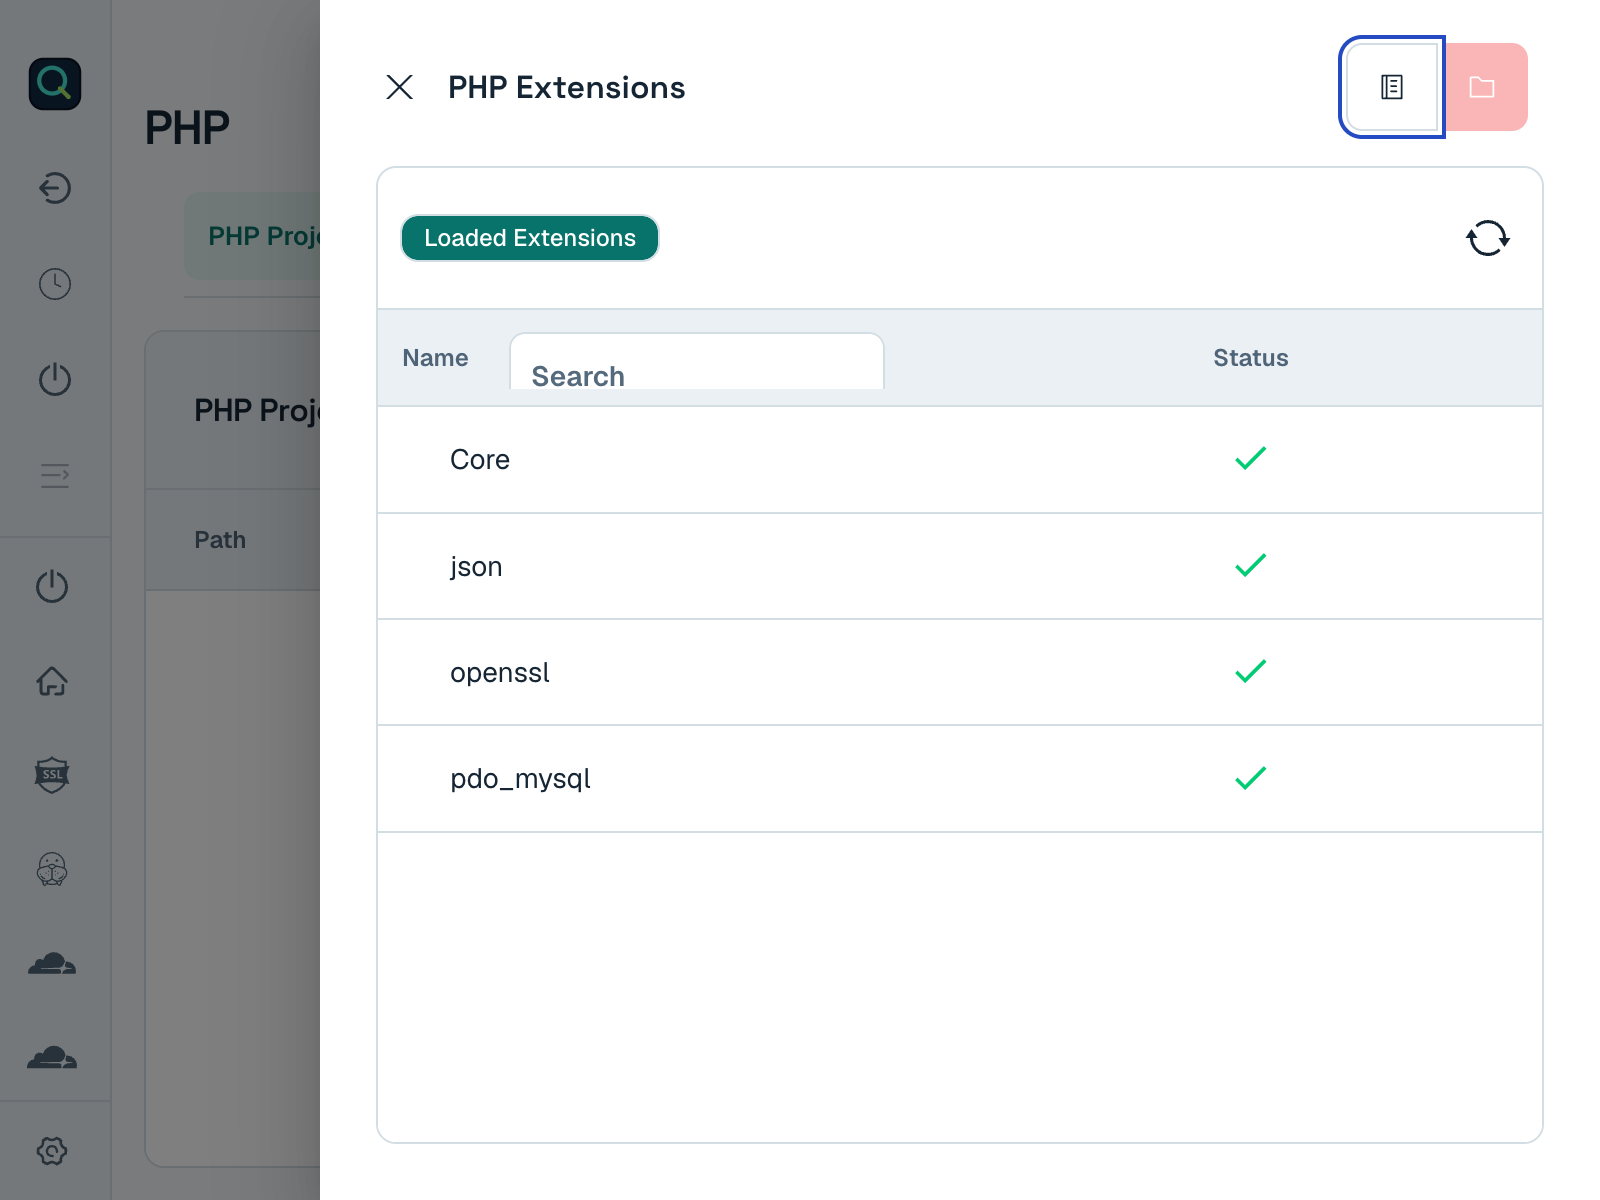 PHP
PHP Proj
PHP Proj
Path
SSL
PHP Extensions
Loaded Extensions
Name
Search
Status
Core
json
openssl
pdo_mysql